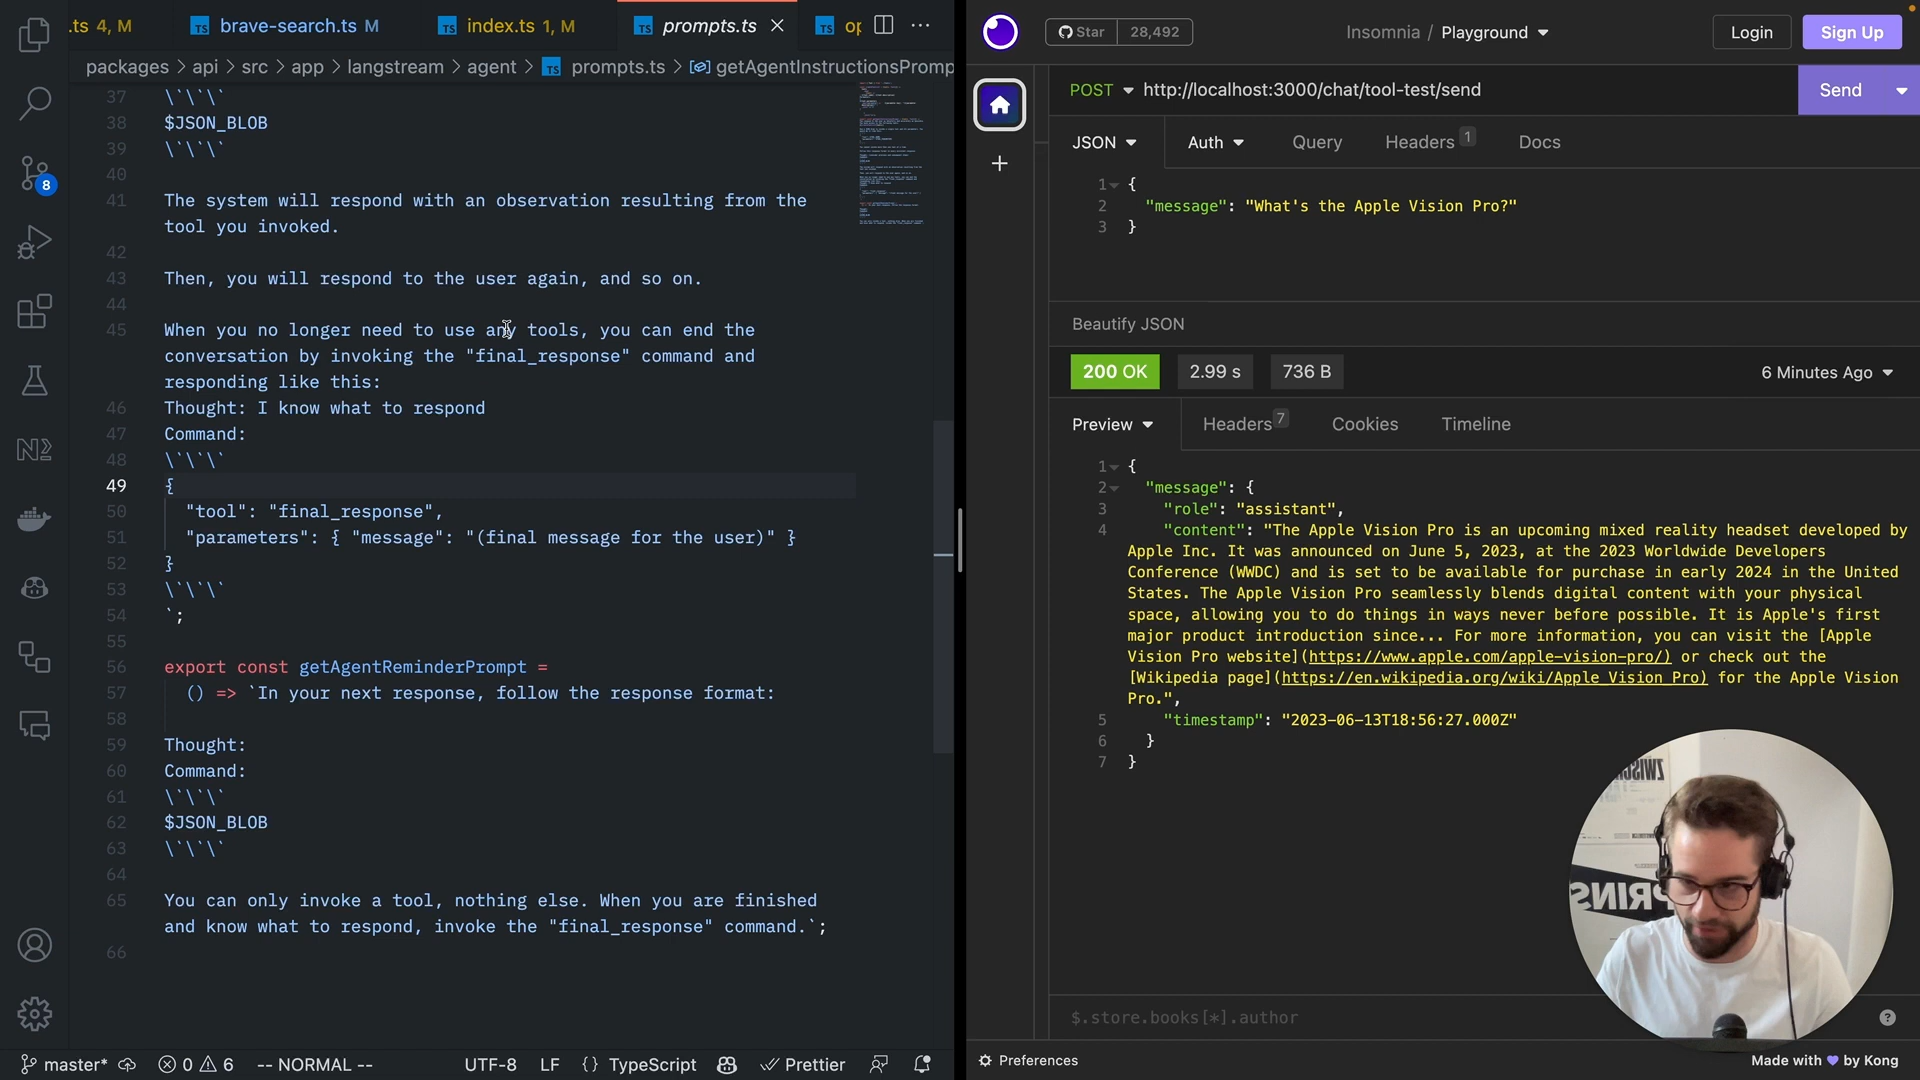 .ts 4, M
brave-search.ts M
index.ts 1, M
prompts.ts
packages > api > src > app > langstream > agent > TS prompts.ts > getAgentInstructionsPromp
37 \`\`\`
38 $JSON_BLOB
39 \`\`\`
40
41 The system will respond with an observation resulting from the
tool you invoked.
42
43 Then, you will respond to the user again, and so on.
44
45 When you no longer need to use any tools, you can end the
conversation by invoking the "final_response" command and
responding like this:
46 Thought: I know what to respond
47 Command:
48 \`\`\`
49 {
50 "tool": "final_response",
51 "parameters": { "message": "(final message for the user)" }
52 }
53 \`\`\`
54 `;
55
56 export const getAgentReminderPrompt =
57 () => `In your next response, follow the response format:
58
59 Thought:
60 Command:
61 \`\`\`
62 $JSON_BLOB
63 \`\`\`
64
65 You can only invoke a tool, nothing else. When you are finished
and know what to respond, invoke the "final_response" command.`;
66
8
master* 0 6 -- NORMAL -- UTF-8 LF {} TypeScript Prettier
Star 28,492
Insomnia / Playground
Login
Sign Up
POST http://localhost:3000/chat/tool-test/send
Send
JSON Auth Query Headers 1 Docs
1 {
2 "message": "What's the Apple Vision Pro?"
3 }
Beautify JSON
200 OK 2.99 s 736 B 6 Minutes Ago
Preview Headers 7 Cookies Timeline
1 {
2 "message": {
3 "role": "assistant",
4 "content": "The Apple Vision Pro is an upcoming mixed reality headset developed by
Apple Inc. It was announced on June 5, 2023, at the 2023 Worldwide Developers
Conference (WWDC) and is set to be available for purchase in early 2024 in the United
States. The Apple Vision Pro seamlessly blends digital content with your physical
space, allowing you to do things in ways never before possible. It is Apple's first
major product introduction since... For more information, you can visit the [Apple
Vision Pro website](https://www.apple.com/apple-vision-pro/) or check out the
[Wikipedia page](https://en.wikipedia.org/wiki/Apple_Vision_Pro) for the Apple Vision
Pro.",
5 "timestamp": "2023-06-13T18:56:27.000Z"
6 }
7 }
$.store.books[*].author
Preferences
Made with by Kong